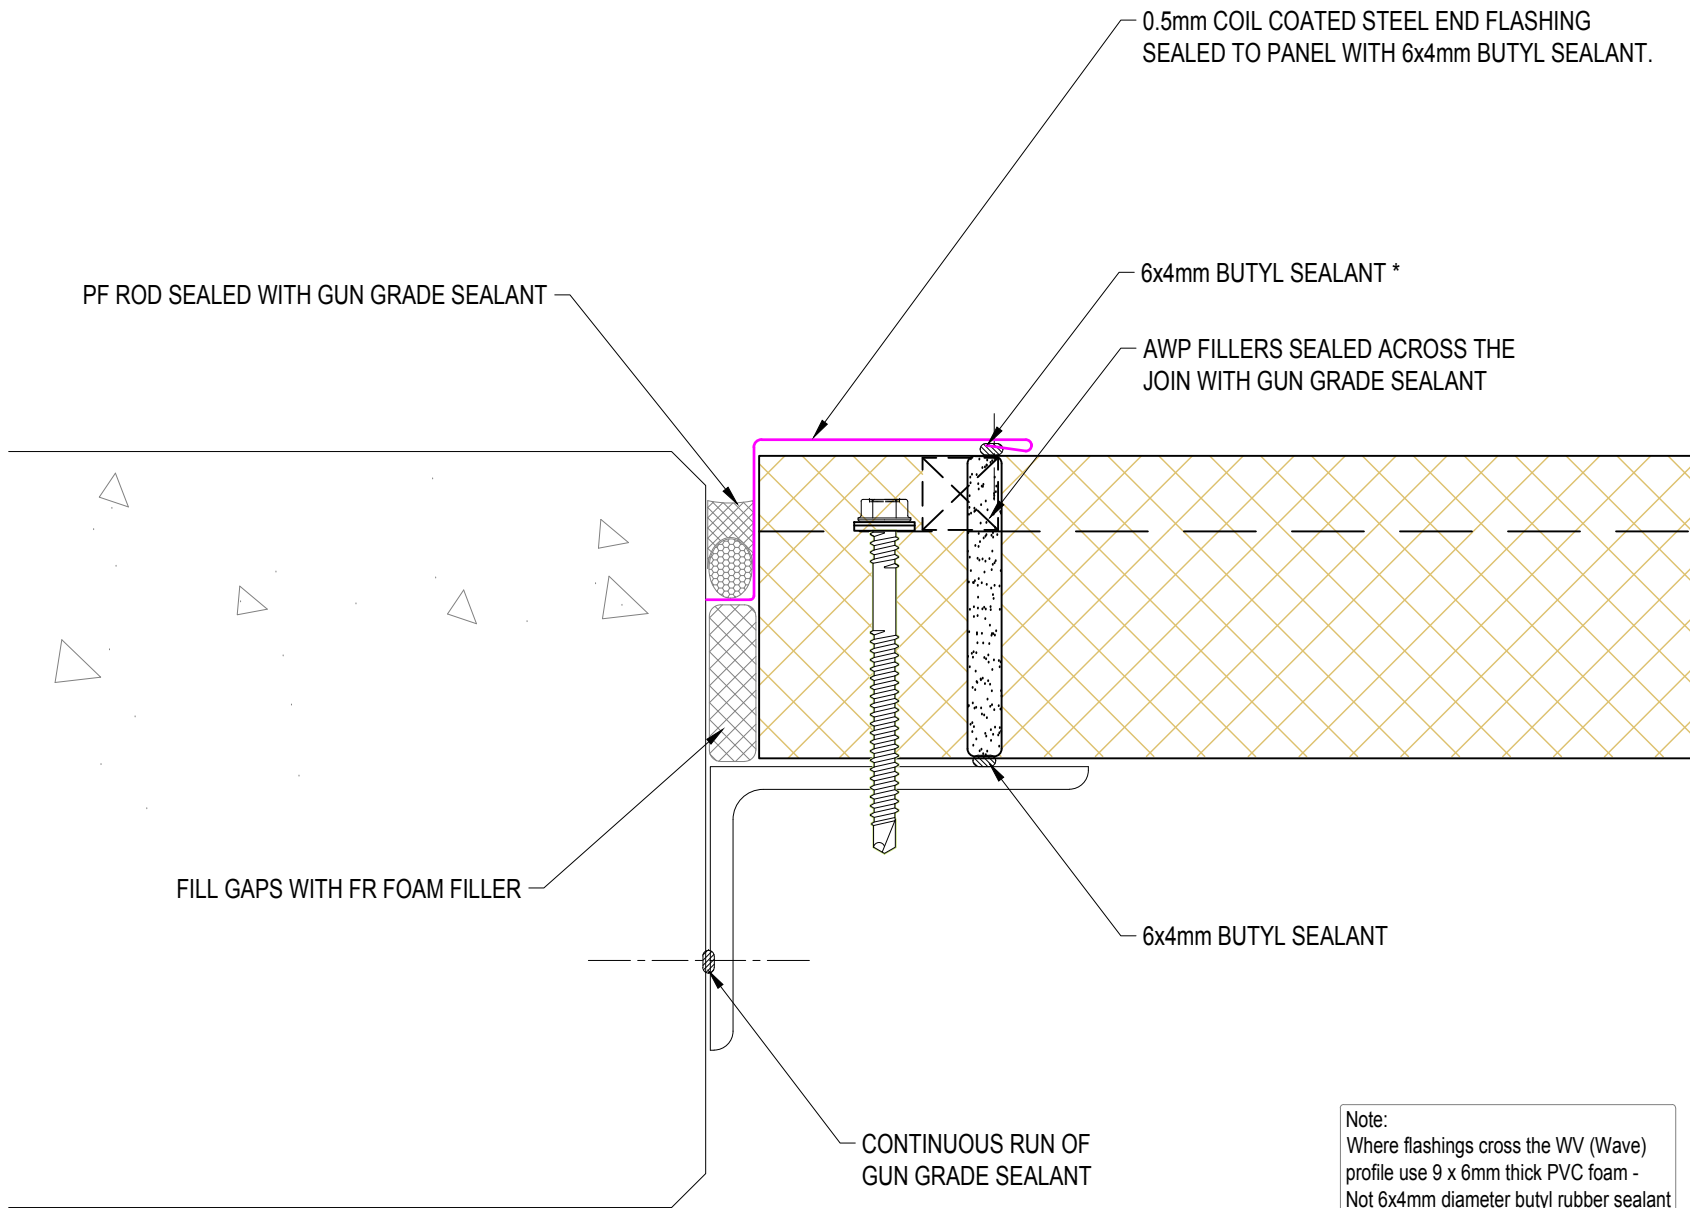 0.5mm COIL COATED STEEL END FLASHING
SEALED TO PANEL WITH 6x4mm BUTYL SEALANT.
6x4mm BUTYL SEALANT *
PF ROD SEALED WITH GUN GRADE SEALANT
AWP FILLERS SEALED ACROSS THE
JOIN WITH GUN GRADE SEALANT
FILL GAPS WITH FR FOAM FILLER
6x4mm BUTYL SEALANT
CONTINUOUS RUN OF
GUN GRADE SEALANT
Note:
Where flashings cross the WV (Wave)
profile use 9 x 6mm thick PVC foam -
Not 6x4mm diameter butyl rubber sealant